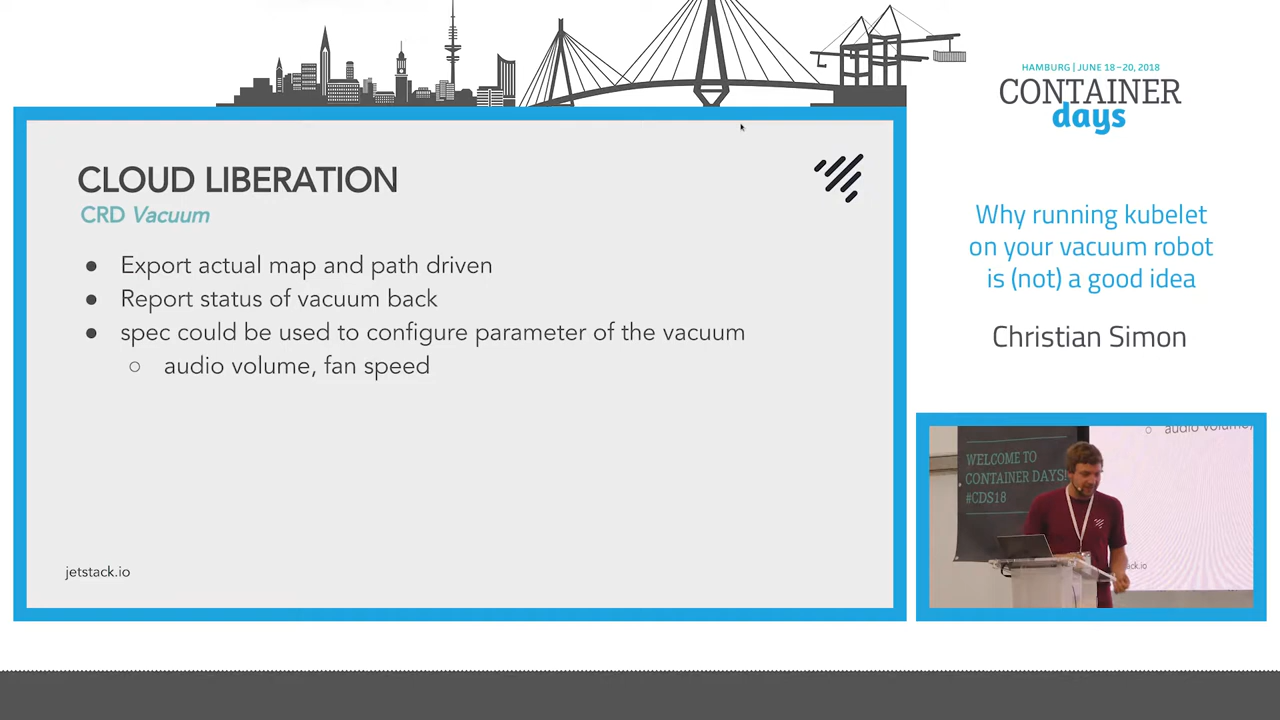 HAMBURG | JUNE 18–20, 2018
CONTAINER
days
CLOUD LIBERATION
CRD Vacuum
● Export actual map and path driven
● Report status of vacuum back
● spec could be used to configure parameter of the vacuum
○ audio volume, fan speed
jetstack.io
Why running kubelet
on your vacuum robot
is (not) a good idea
Christian Simon
○ audio volume,
WELCOME TO
CONTAINER DAYS!
#CDS18